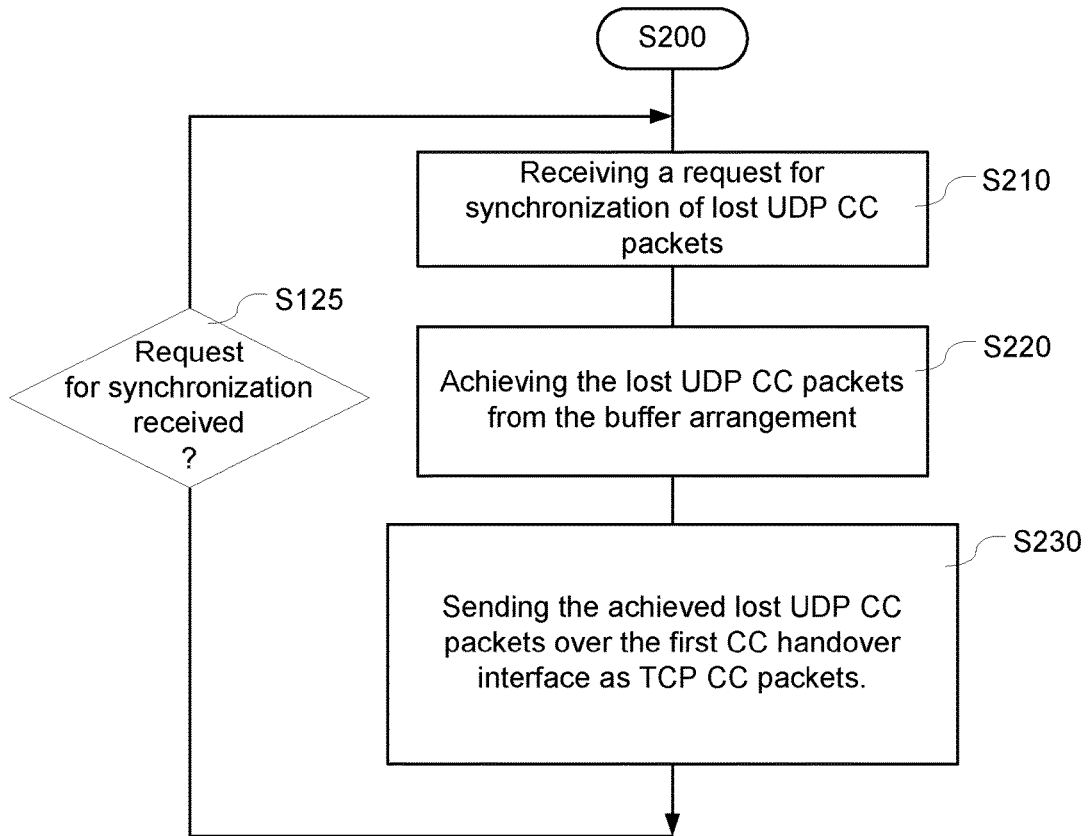 S200
Receiving a request for
synchronization of lost UDP CC
packets
S210
S125
Request
for synchronization
received
?
Achieving the lost UDP CC packets
from the buffer arrangement
S220
Sending the achieved lost UDP CC
packets over the first CC handover
interface as TCP CC packets.
S230